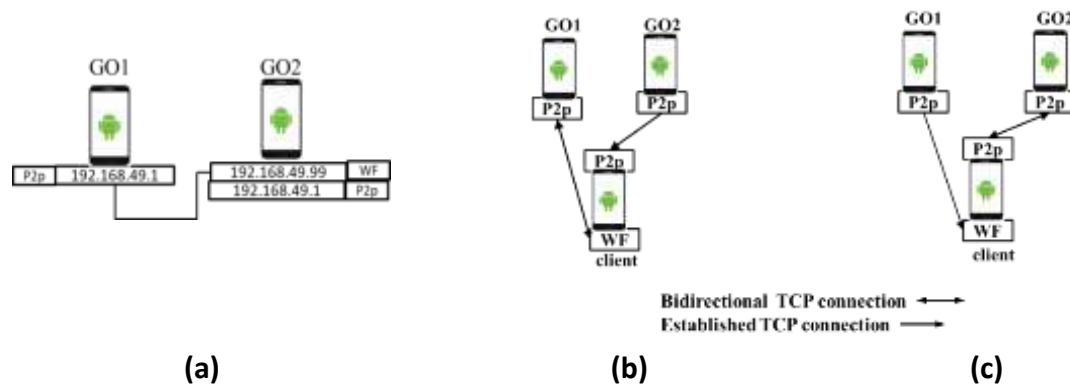 GO1
GO2
P2p
192.168.49.1
192.168.49.99
WF
192.168.49.1
P2p
(a)
GO1
GO2
P2p
P2p
P2p
WF
client
(b)
GO1
GO2
P2p
P2p
P2p
WF
client
Bidirectional TCP connection
Established TCP connection
(c)